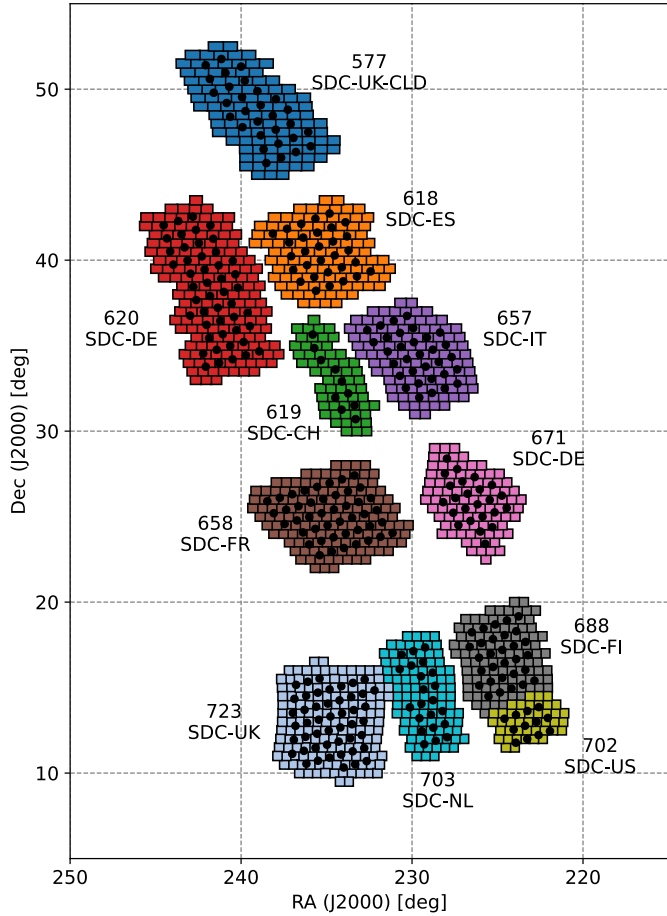 577
SDC-UK-CLD
50
618
SDC-ES
40
620
SDC-DE
657
SDC-IT
619
SDC-CH
30
671
SDC-DE
658
SDC-FR
20
688
SDC-FI
723
SDC-UK
702
SDC-US
703
SDC-NL
10
250
240
230
220
RA (J2000) [deg]
Dec (J2000) [deg]